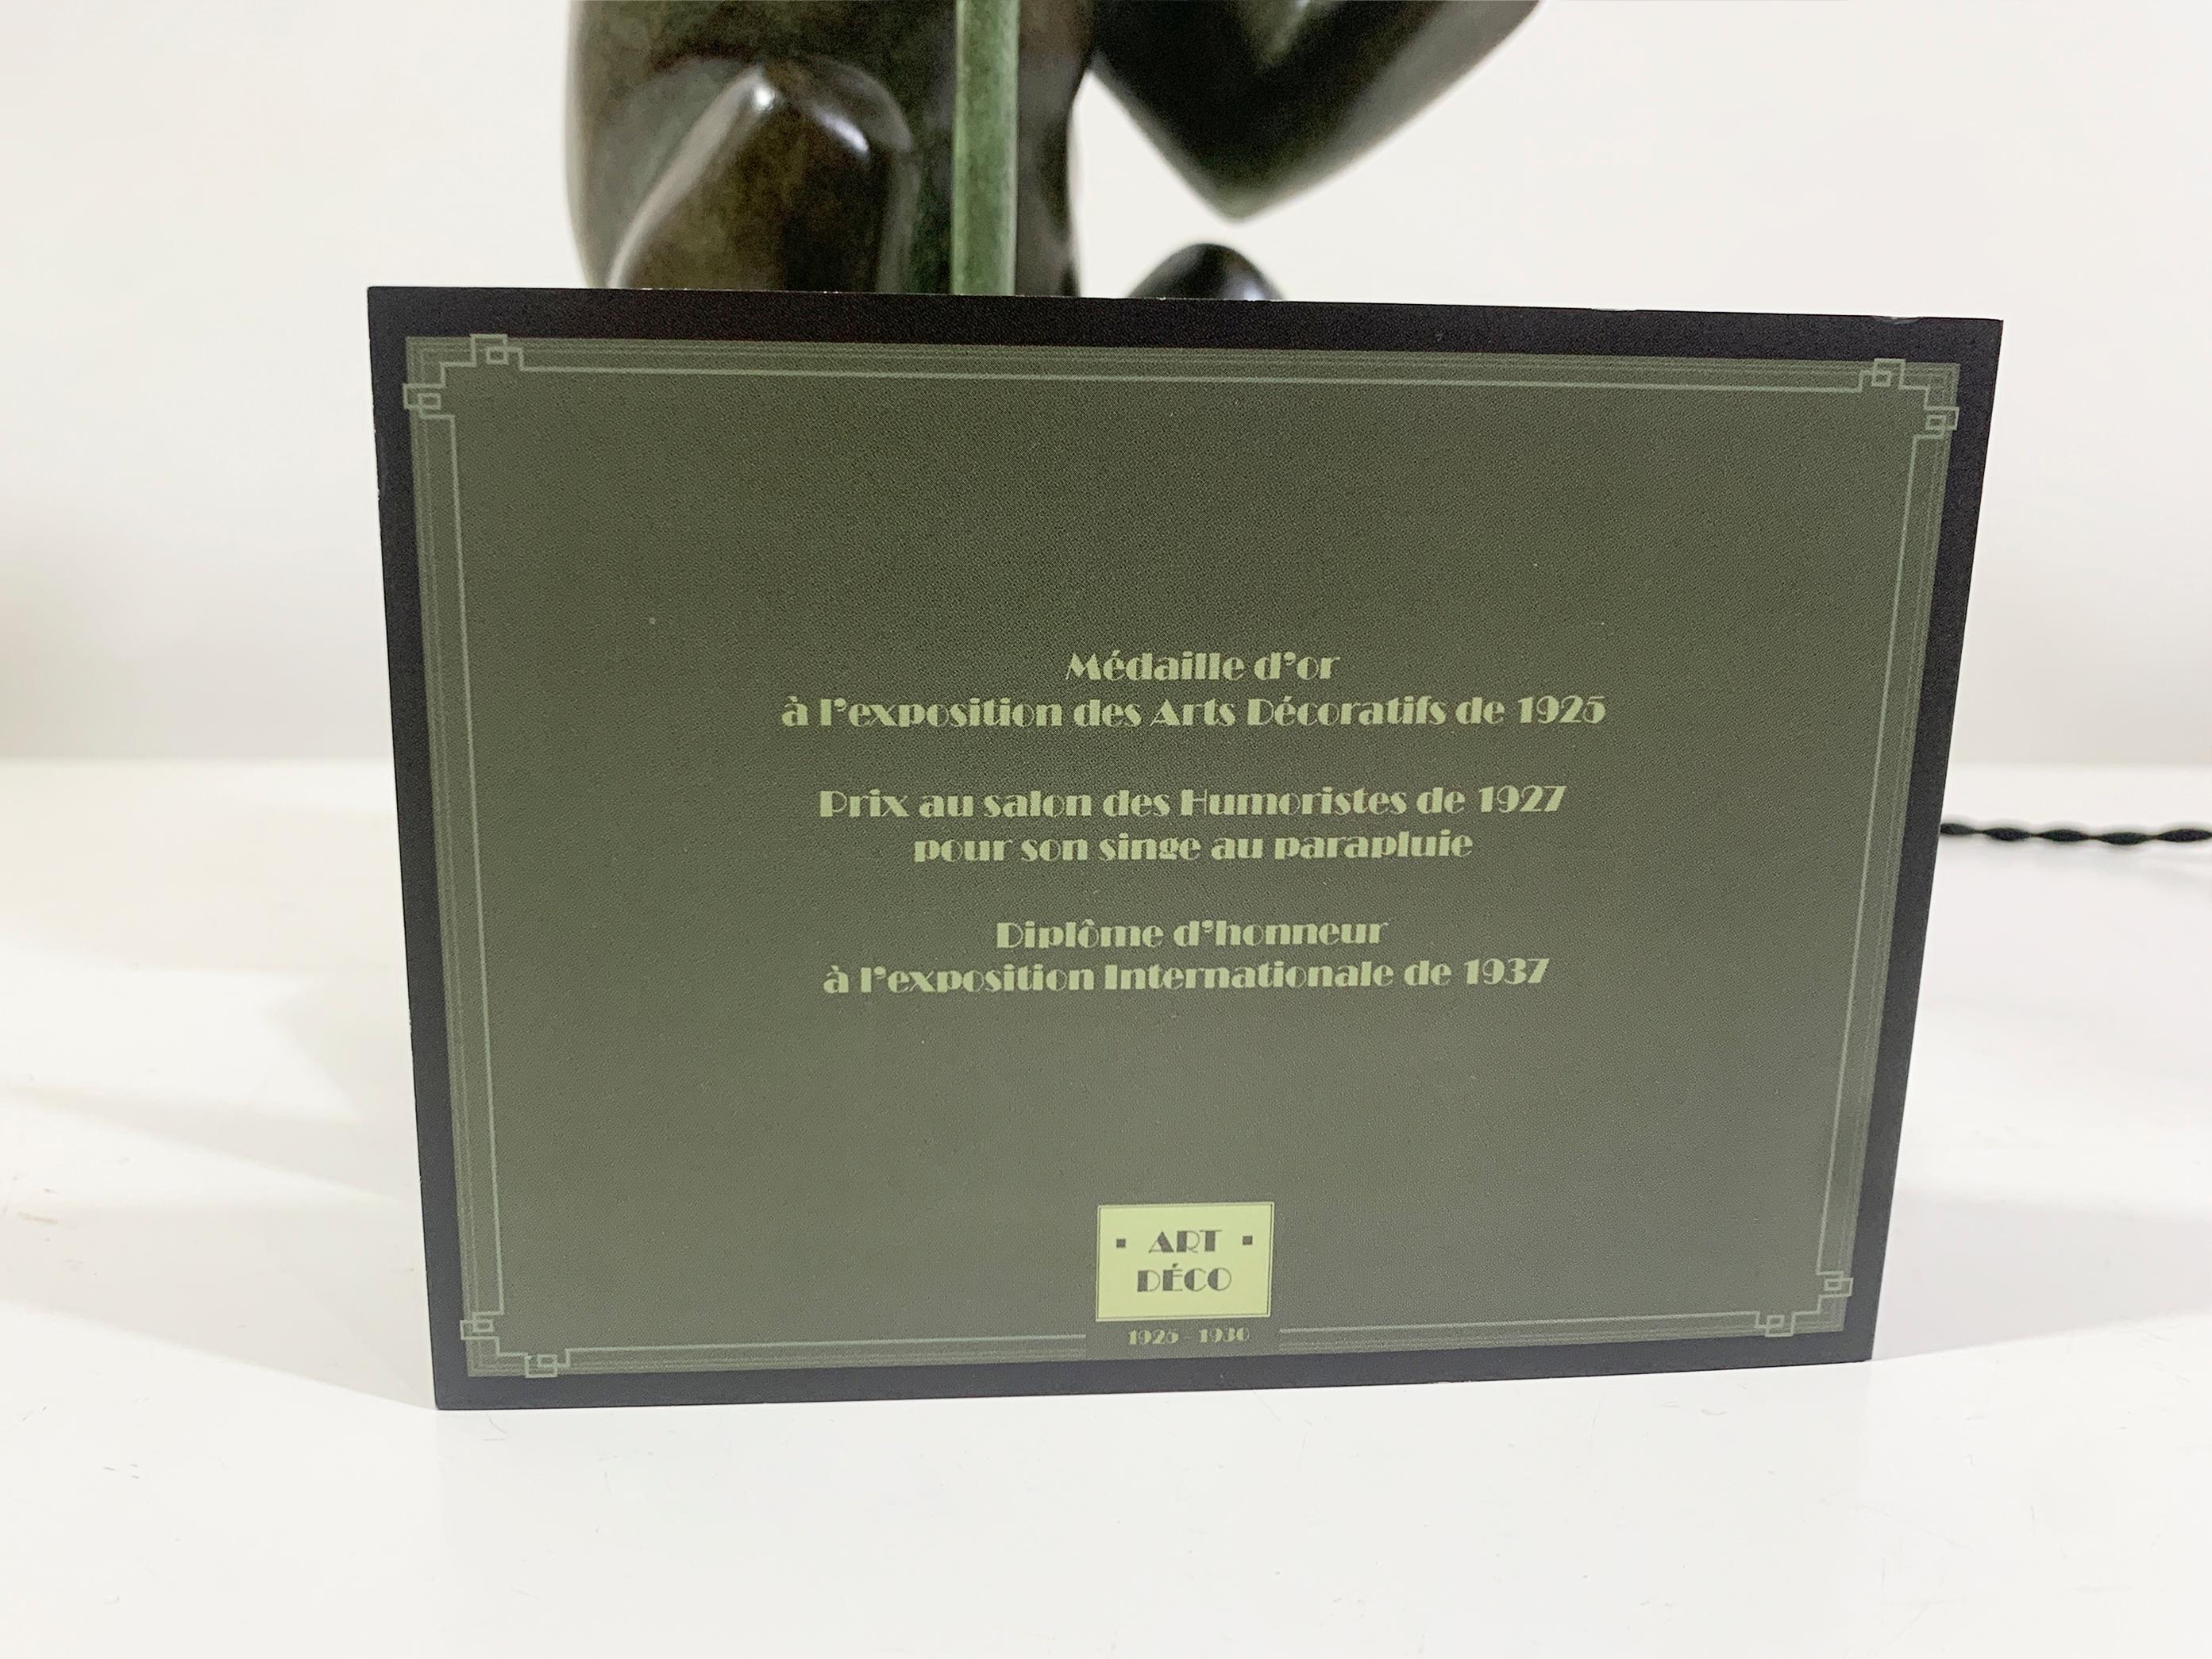 Médaille d'or
à l'exposition des Arts Décoratifs de 1925
Prix au salon des Humoristes de 1927
pour son singe au parapluie
Diplôme d'honneur
à l'exposition Internationale de 1937
▪ ART ▪
DÉCO
1925 1930